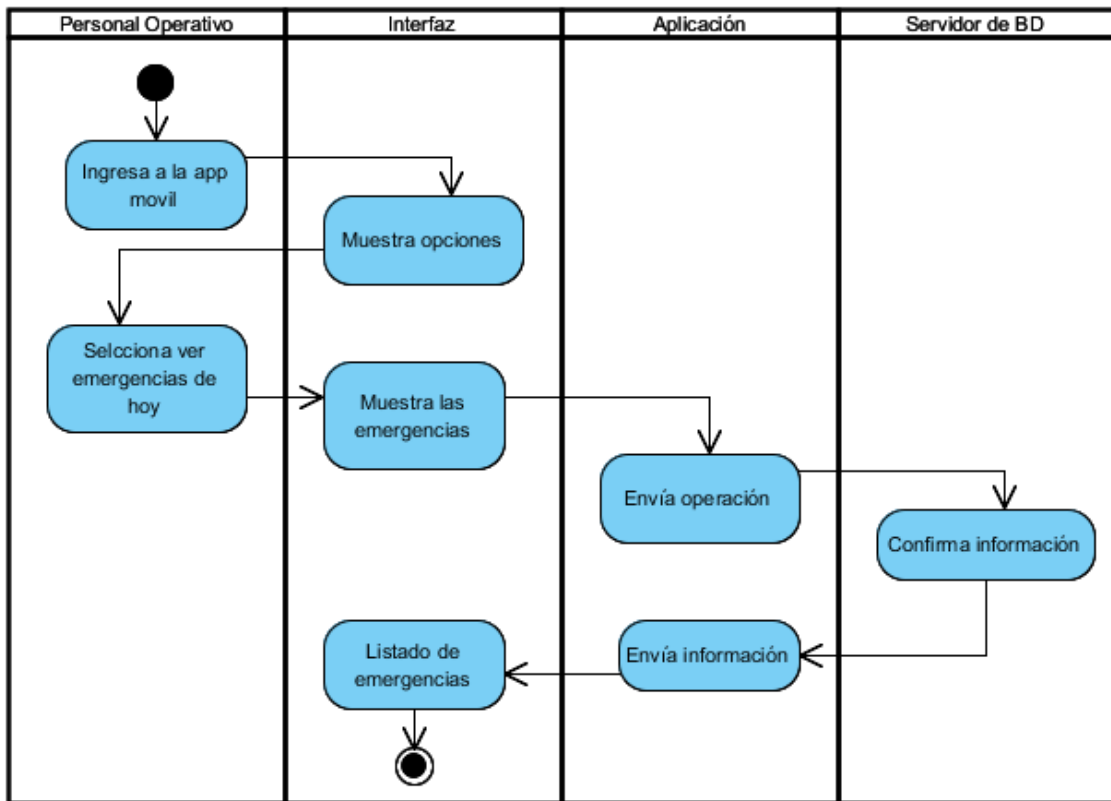 Personal Operativo
Interfaz
Aplicación
Servidor de BD
Ingresa a la app
movil
Muestra opciones
Selcciona ver
emergencias de
hoy
Muestra las
emergencias
Envía operación
Confirma información
Envía información
Listado de
emergencias